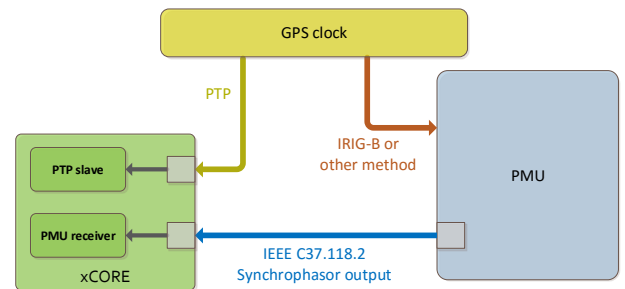 GPS clock
PTP
IRIG-B or
other method
PTP slave
PMU
PMU receiver
IEEE C37.118.2
Synchrophasor output
xCORE